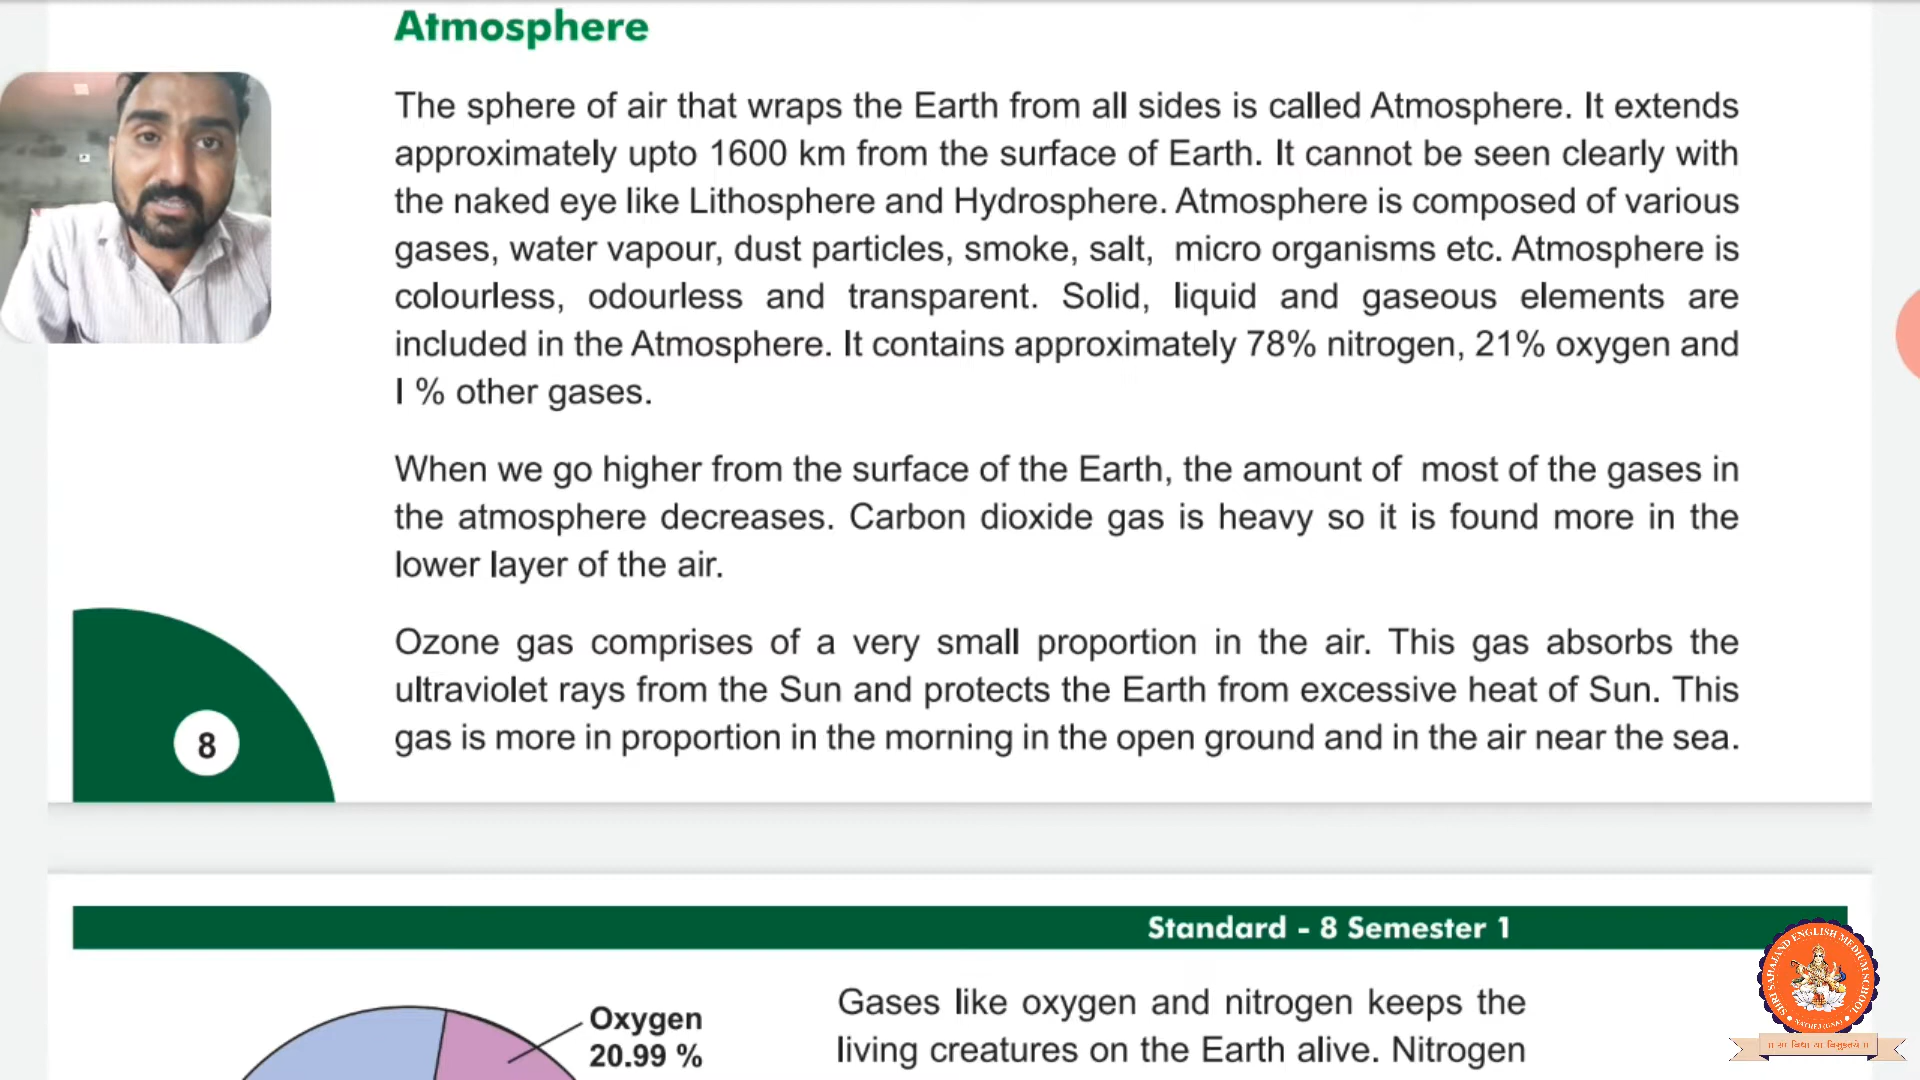 Atmosphere
The sphere of air that wraps the Earth from all sides is called Atmosphere. It extends
approximately upto 1600 km from the surface of Earth. It cannot be seen clearly with
the naked eye like Lithosphere and Hydrosphere. Atmosphere is composed of various
gases, water vapour, dust particles, smoke, salt, micro organisms etc. Atmosphere is
colourless, odourless and transparent. Solid, liquid and gaseous elements are
included in the Atmosphere. It contains approximately 78% nitrogen, 21% oxygen and
I % other gases.
When we go higher from the surface of the Earth, the amount of most of the gases in
the atmosphere decreases. Carbon dioxide gas is heavy so it is found more in the
lower layer of the air.
Ozone gas comprises of a very small proportion in the air. This gas absorbs the
ultraviolet rays from the Sun and protects the Earth from excessive heat of Sun. This
gas is more in proportion in the morning in the open ground and in the air near the sea.
8
Standard - 8 Semester 1
Oxygen
20.99 %
Gases like oxygen and nitrogen keeps the
living creatures on the Earth alive. Nitrogen
SHRI SAHAJANAND ENGLISH MEDIUM SCHOOL
॥ सा विद्या या विमुक्तये ॥